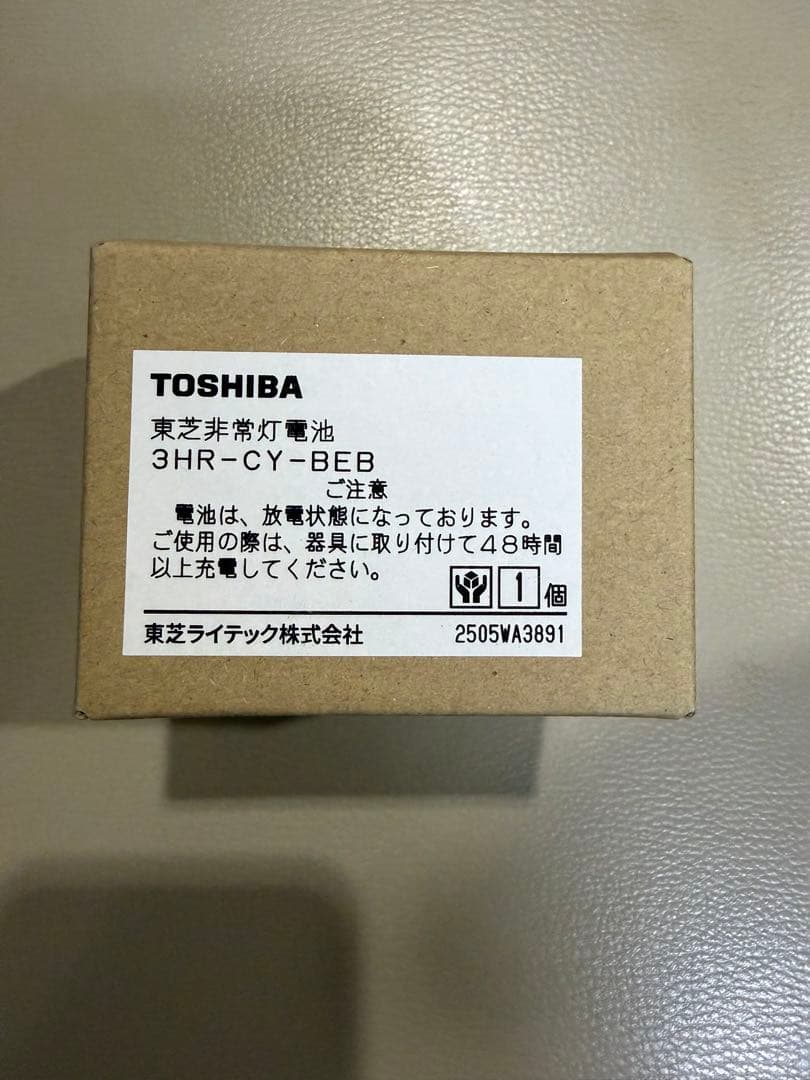 TOSHIBA
東芝非常灯電池
3HR-CY-BEB
ご注意
電池は、放電状態になっております。
ご使用の際は、器具に取り付けて48時間
以上充電してください。
1個
東芝ライテック株式会社 2505WA3891